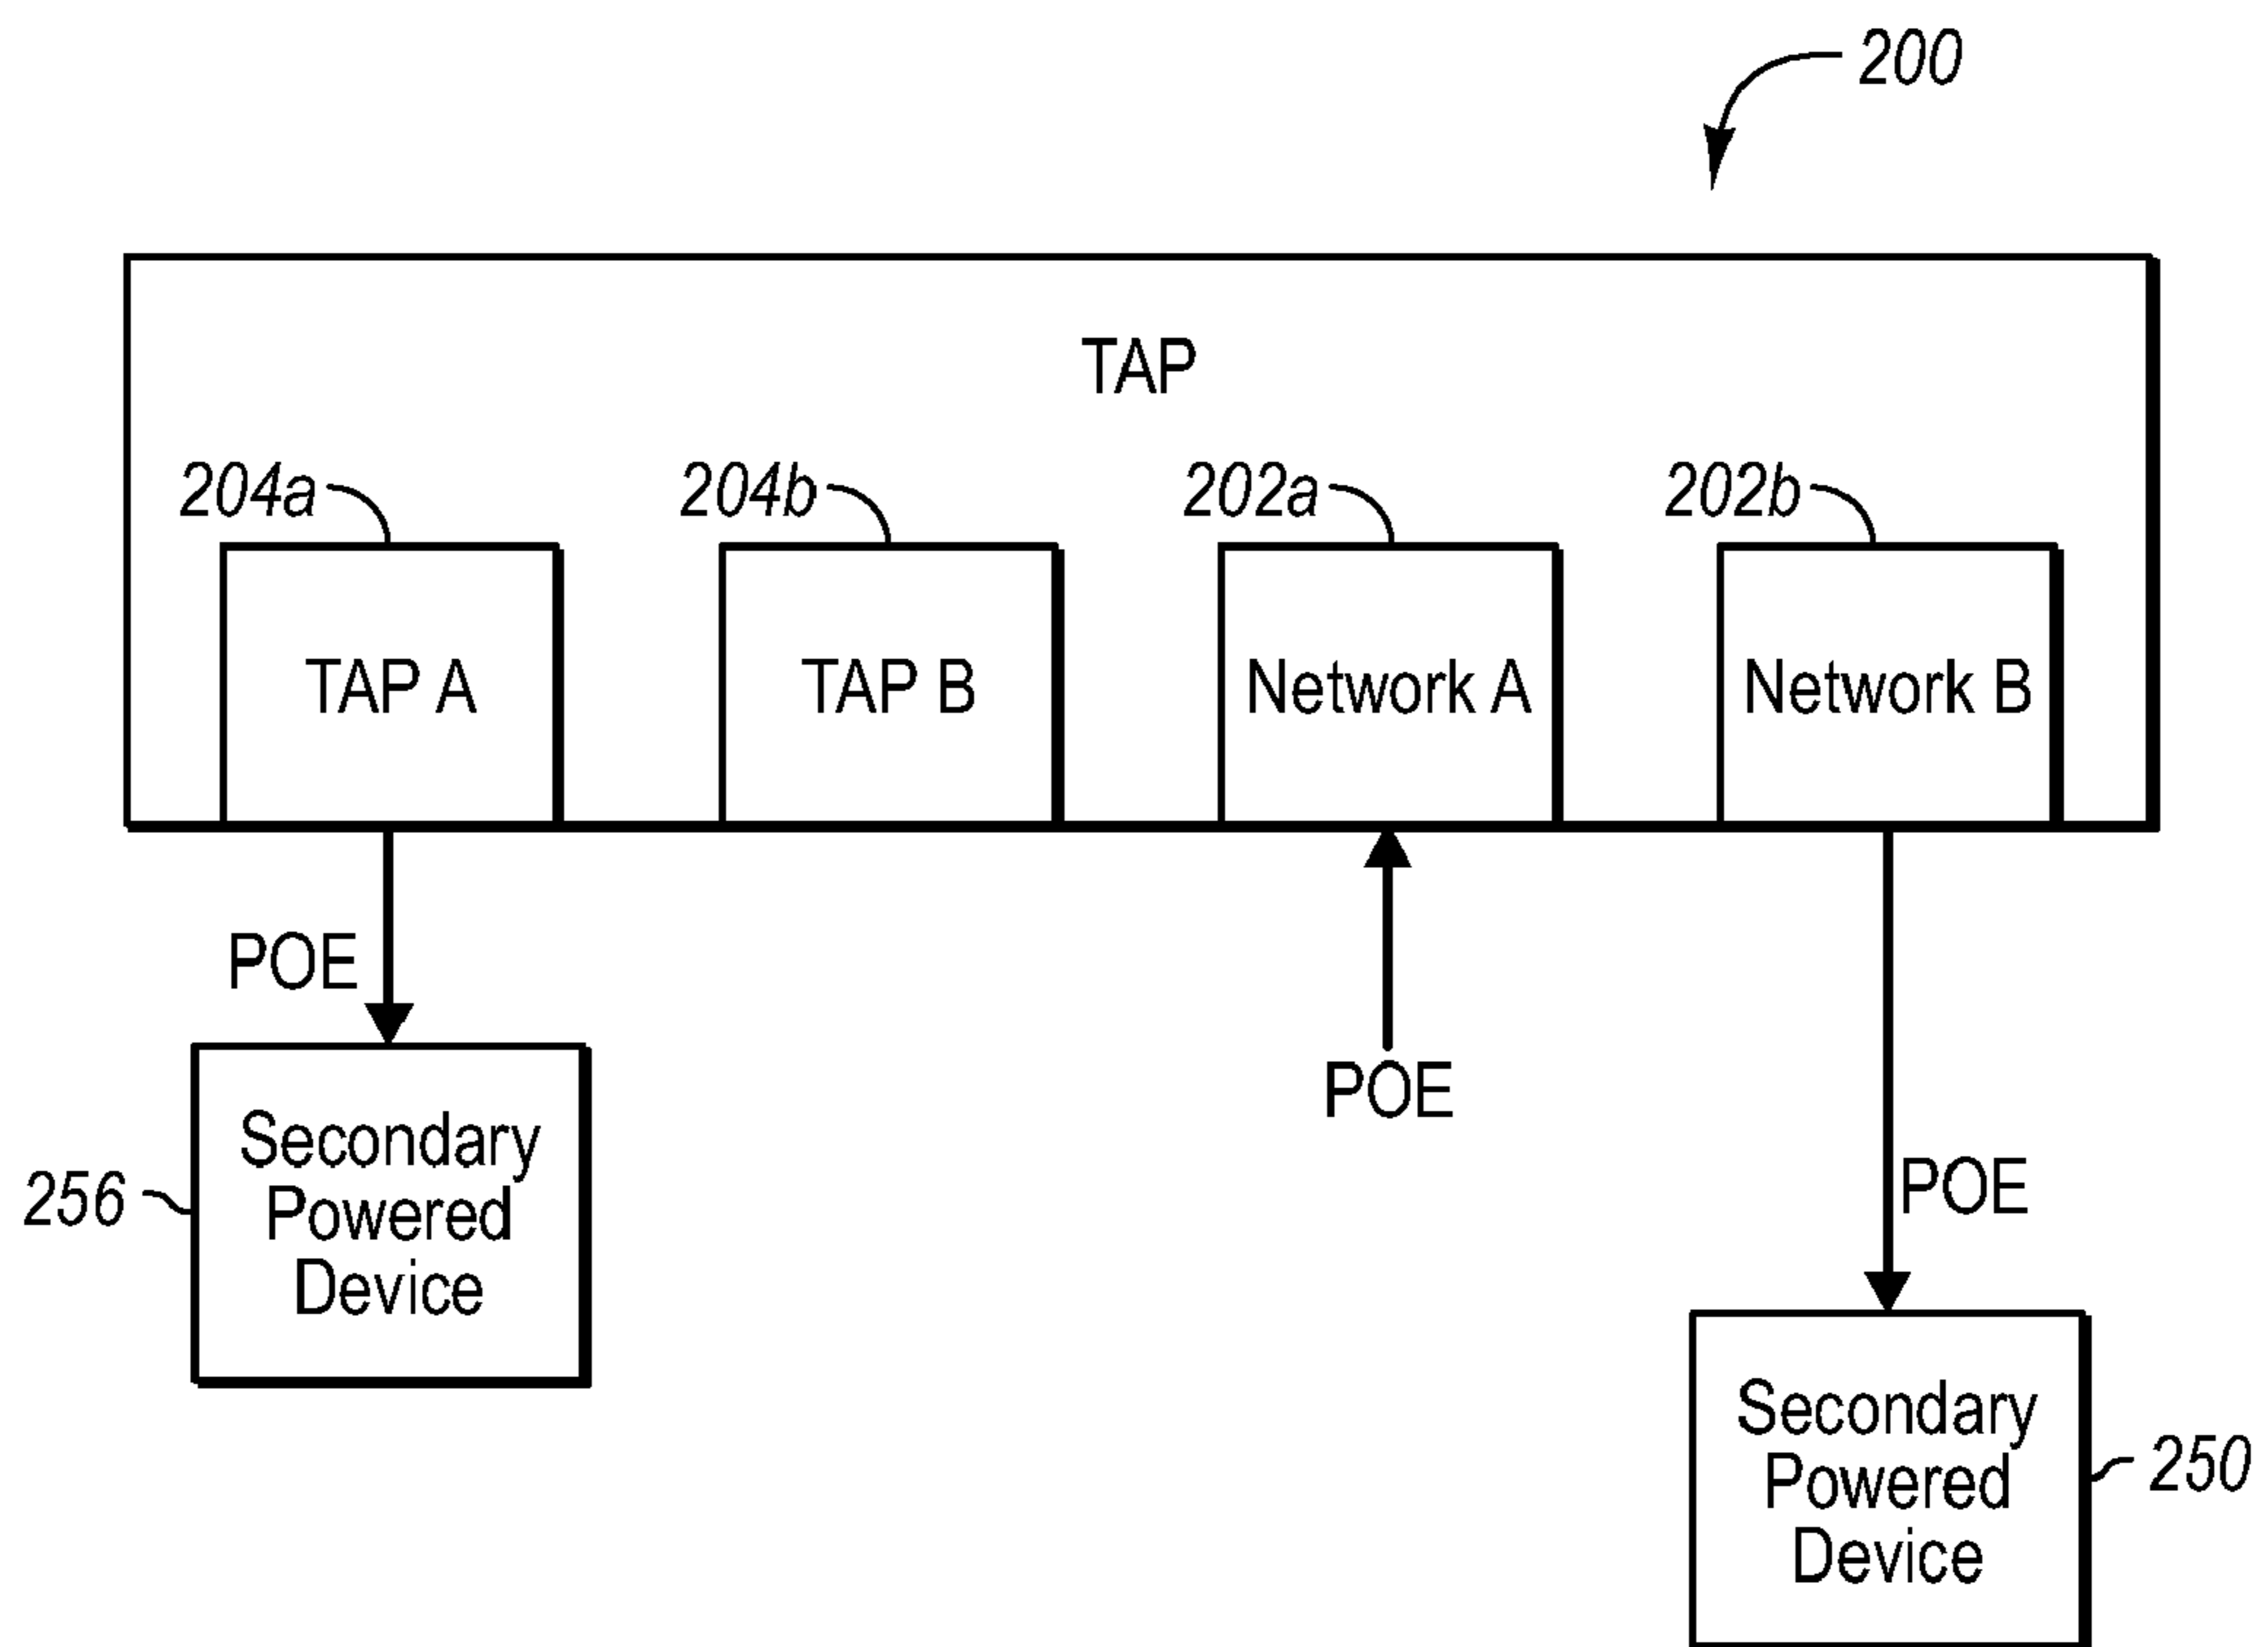 200
TAP
204a
204b
202a
202b
TAP A
TAP B
Network A
Network B
POE
POE
POE
256
Secondary
Powered
Device
Secondary
Powered
Device
250